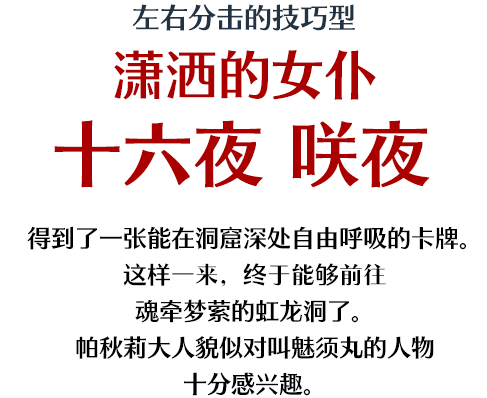 左右分击的技巧型
潇洒的女仆
十六夜 咲夜
得到了一张能在洞窟深处自由呼吸的卡牌。
这样一来，终于能够前往
魂牵梦萦的虹龙洞了。
帕秋莉大人貌似对叫魅须丸的人物
十分感兴趣。